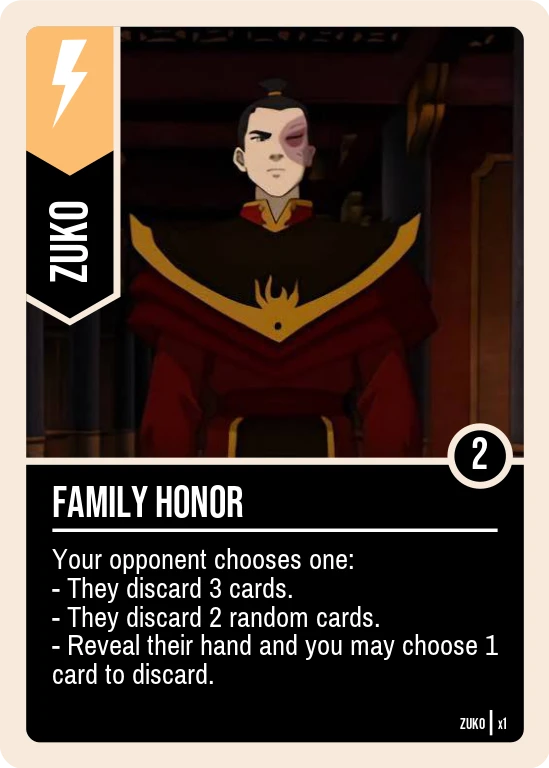 ZUKO
2
FAMILY HONOR
Your opponent chooses one:
- They discard 3 cards.
- They discard 2 random cards.
- Reveal their hand and you may choose 1
card to discard.
ZUKO | x1